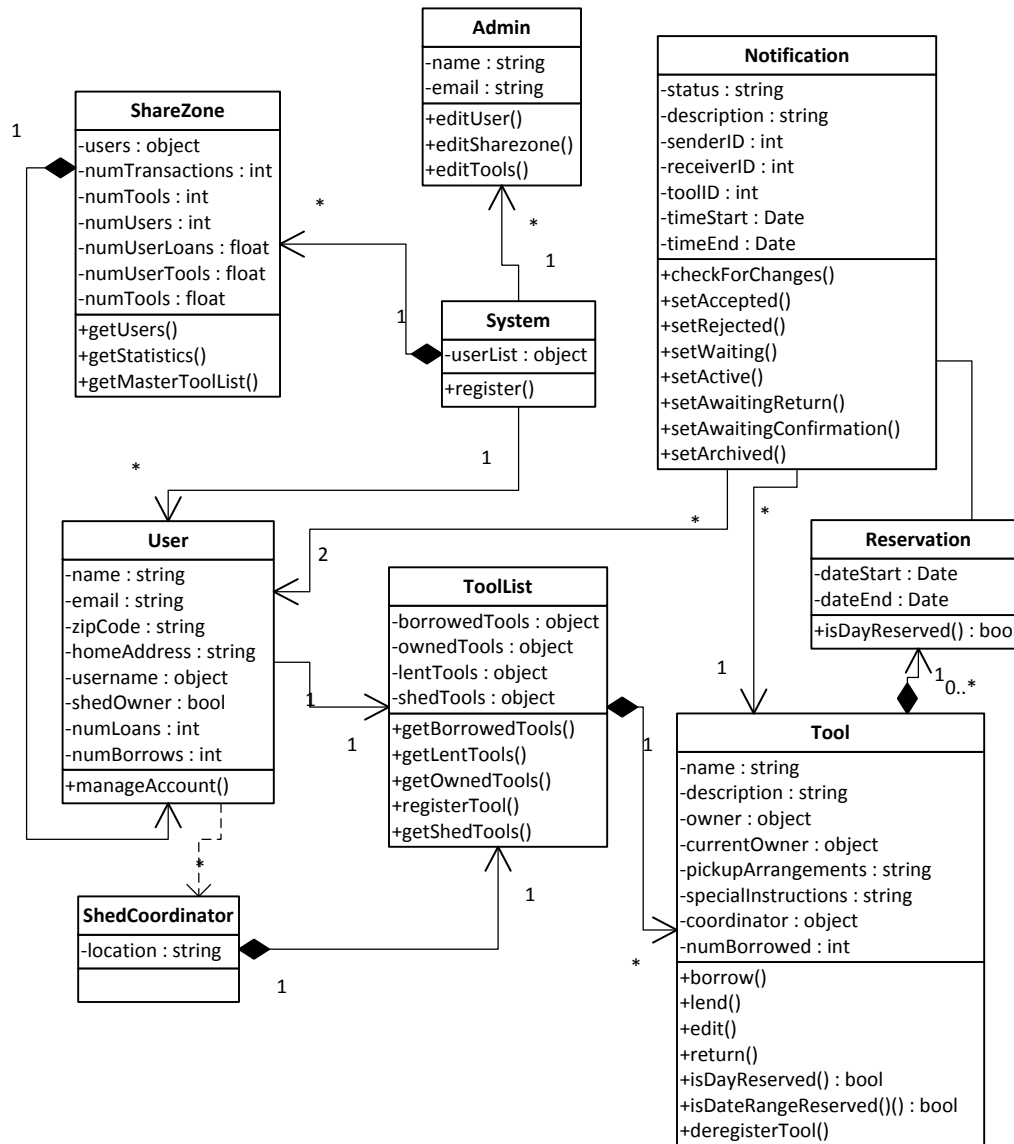 Admin
-name : string
-email : string
+editUser()
+editSharezone()
+editTools()
Notification
-status : string
-description : string
-senderID : int
-receiverID : int
-toolID : int
-timeStart : Date
-timeEnd : Date
+checkForChanges()
+setAccepted()
+setRejected()
+setWaiting()
+setActive()
+setAwaitingReturn()
+setAwaitingConfirmation()
+setArchived()
1
ShareZone
-users : object
-numTransactions : int
-numTools : int
-numUsers : int
-numUserLoans : float
-numUserTools : float
-numTools : float
+getUsers()
+getStatistics()
+getMasterToolList()
*
*
1
1
System
-userList : object
+register()
1
*
User
-name : string
-email : string
-zipCode : string
-homeAddress : string
-username : object
-shedOwner : bool
-numLoans : int
-numBorrows : int
+manageAccount()
*
*
2
ToolList
-borrowedTools : object
-ownedTools : object
-lentTools : object
-shedTools : object
+getBorrowedTools()
+getLentTools()
+getOwnedTools()
+registerTool()
+getShedTools()
Reservation
-dateStart : Date
-dateEnd : Date
+isDayReserved() : bool
1
1
1
1
1
0..*
Tool
-name : string
-description : string
-owner : object
-currentOwner : object
-pickupArrangements : string
-specialInstructions : string
-coordinator : object
-numBorrowed : int
+borrow()
+lend()
+edit()
+return()
+isDayReserved() : bool
+isDateRangeReserved()() : bool
+deregisterTool()
*
ShedCoordinator
-location : string
1
1
*